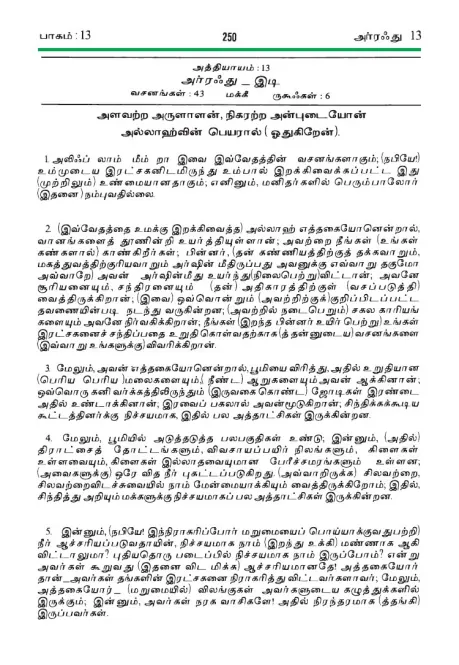 பாகம் : 13 250 அர்ரஃது 13
அத்தியாயம் : 13
அர்ரஃது _ இடி
வசனங்கள் : 43 மக்கீ ருகூஃகள் : 6
அளவற்ற அருளாளன், நிகரற்ற அன்புடையோன்
அல்லாஹ்வின் பெயரால் ( ஓதுகிறேன்).
1. அலிஃப் லாம் மீம் றா இவை இவ்வேதத்தின் வசனங்களாகும்; (நபியே!)
உம்முடைய இரட்சகனிடமிருந்து உம்பால் இறக்கிவைக்கப்பட்ட இது
(முற்றிலும்) உண்மையானதாகும்; எனினும், மனிதர்களில் பெரும்பாலோர்
(இதனை) நம்புவதில்லை.
2. (இவ்வேதத்தை உமக்கு இறக்கிவைத்த) அல்லாஹ் எத்தகையோனென்றால்,
வானங்களைத் தூணின்றி உயர்த்தியுள்ளான்; அவற்றை நீங்கள் (உங்கள்
கண்களால்) காண்கிறீர்கள்; பின்னர், (தன் கண்ணியத்திற்குத் தக்கவாறும்,
மகத்துவத்திற்குரியவாறும் அர்ஷின் மீதிருப்பது அவனுக்கு எவ்வாறு தகுமோ
அவ்வாறே) அவன் அர்ஷின்மீது உயர்ந்து(நிலைபெற்று)விட்டான்; அவனே
சூரியனையும், சந்திரனையும் (தன்) அதிகாரத்திற்குள் (வசப்படுத்தி)
வைத்திருக்கிறான்; (இவை) ஒவ்வொன்றும் (அவற்றிற்குக்)குறிப்பிடப்பட்ட
தவணையின்படி நடந்து வருகின்றன; (அவற்றில் நடைபெறும்) சகல காரியங்
களையும் அவனே நிர்வகிக்கிறான்; நீங்கள் (இறந்த பின்னர் உயிர் பெற்று) உங்கள்
இரட்சகனைச் சந்திப்பதை உறுதி கொள்வதற்காக(த் தன்னுடைய) வசனங்களை
(இவ்வாறு உங்களுக்கு)விவரிக்கிறான்.
3. மேலும், அவன் எத்தகையோனென்றால், பூமியை விரித்து, அதில் உறுதியான
(பெரிய பெரிய )மலைகளையும், (நீண்ட) ஆறுகளையும் அவன் ஆக்கினான்;
ஒவ்வொரு கனிவர்க்கத்திலிருந்தும் (இருவகை கொண்ட) ஜோடிகள் இரண்டை
அதில் உண்டாக்கினான்; இரவைப் பகலால் அவன்மூடுகிறான்; சிந்திக்கக்கூடிய
கூட்டத்தினர்க்கு நிச்சயமாக, இதில் பல அத்தாட்சிகள் இருக்கின்றன.
4. மேலும், பூமியில் அடுத்தடுத்த பலபகுதிகள் உண்டு; இன்னும், (அதில்)
திராட்சைத் தோட்டங்களும், விவசாயப்பயிர் நிலங்களும், கிளைகள்
உள்ளவையும், கிளைகள் இல்லாதவையுமான பேரீச்சமரங்களும் உள்ளன;
(அவைகளுக்கு) ஒரே வித நீர் புகட்டப்படுகிறது. (அவ்வாறிருக்க) சிலவற்றை,
சிலவற்றைவிடச்சுவையில் நாம் மேன்மையாக்கியும் வைத்திருக்கிறோம்; இதில்,
சிந்தித்து அறியும் மக்களுக்கு நிச்சயமாகப் பல அத்தாட்சிகள் இருக்கின்றன.
5. இன்னும், (நபியே! இந்நிராகரிப்போர் மறுமையைப் பொய்யாக்குவதுபற்றி)
நீர் ஆச்சரியப்படுவதாயின், நிச்சயமாக நாம் (இறந்து உக்கி) மண்ணாக ஆகி
விட்டாலுமா? புதியதொரு படைப்பில் நிச்சயமாக நாம் இருப்போம்? என்று
அவர்கள் கூறுவது (இதனை விட மிக்க) ஆச்சரியமானதே! அத்தகையோர்
தான்_அவர்கள் தங்களின் இரட்சகனை நிராகரித்து விட்டவர்களாவர்; மேலும்,
அத்தகையோர்_ (மறுமையில்) விலங்குகள் அவர்களுடைய கழுத்துக்களில்
இருக்கும்; இன்னும், அவர்கள் நரக வாசிகளே! அதில் நிரந்தரமாக (த்தங்கி)
இருப்பவர்கள்.